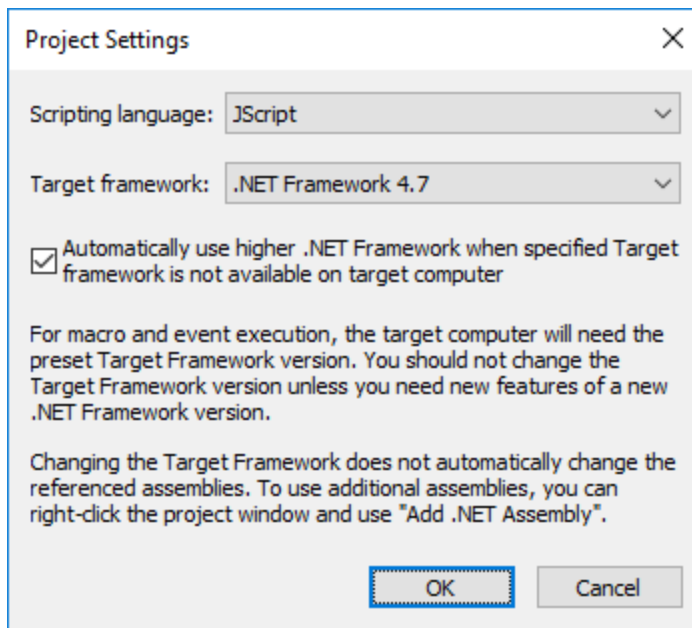 Project Settings
Scripting language: JScript
Target framework: .NET Framework 4.7
Automatically use higher .NET Framework when specified Target
framework is not available on target computer
For macro and event execution, the target computer will need the
preset Target Framework version. You should not change the
Target Framework version unless you need new features of a new
.NET Framework version.
Changing the Target Framework does not automatically change the
referenced assemblies. To use additional assemblies, you can
right-click the project window and use "Add .NET Assembly".
OK Cancel